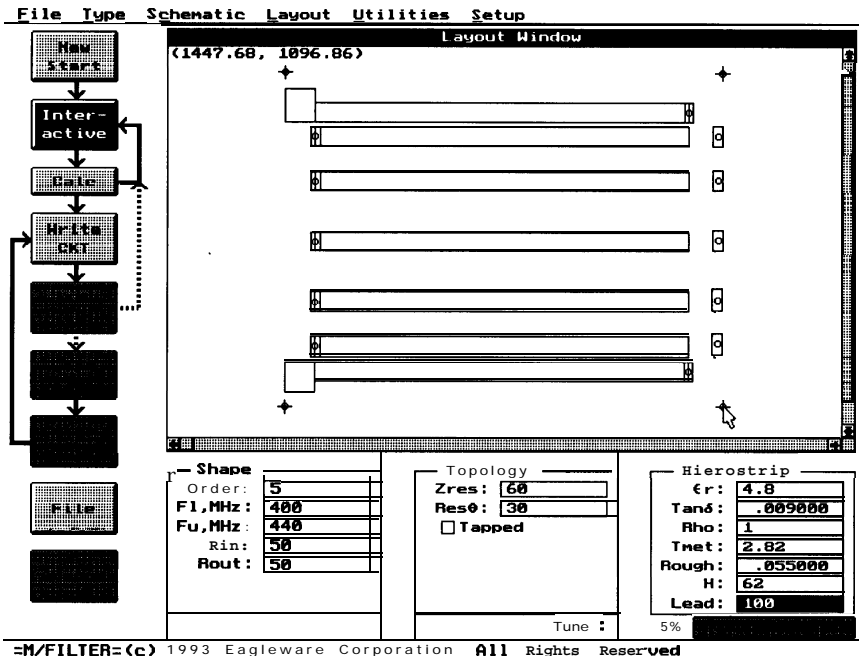 File Type Schematic Layout Utilities Setup
Layout Window
(1447.68, 1096.86)
New
Start
Inter-
active
Calc
Write
CKT
File
Shape
Order: 5
Fl,MHz: 400
Fu,MHz: 440
Rin: 50
Rout: 50
Topology
Zres: 60
Resθ: 30
Tapped
Hierostrip
εr: 4.8
Tanδ: .009000
Rho: 1
Tmet: 2.82
Rough: .055000
H: 62
Lead: 100
Tune : 5%
=M/FILTER=(c) 1993 Eagleware Corporation All Rights Reserved